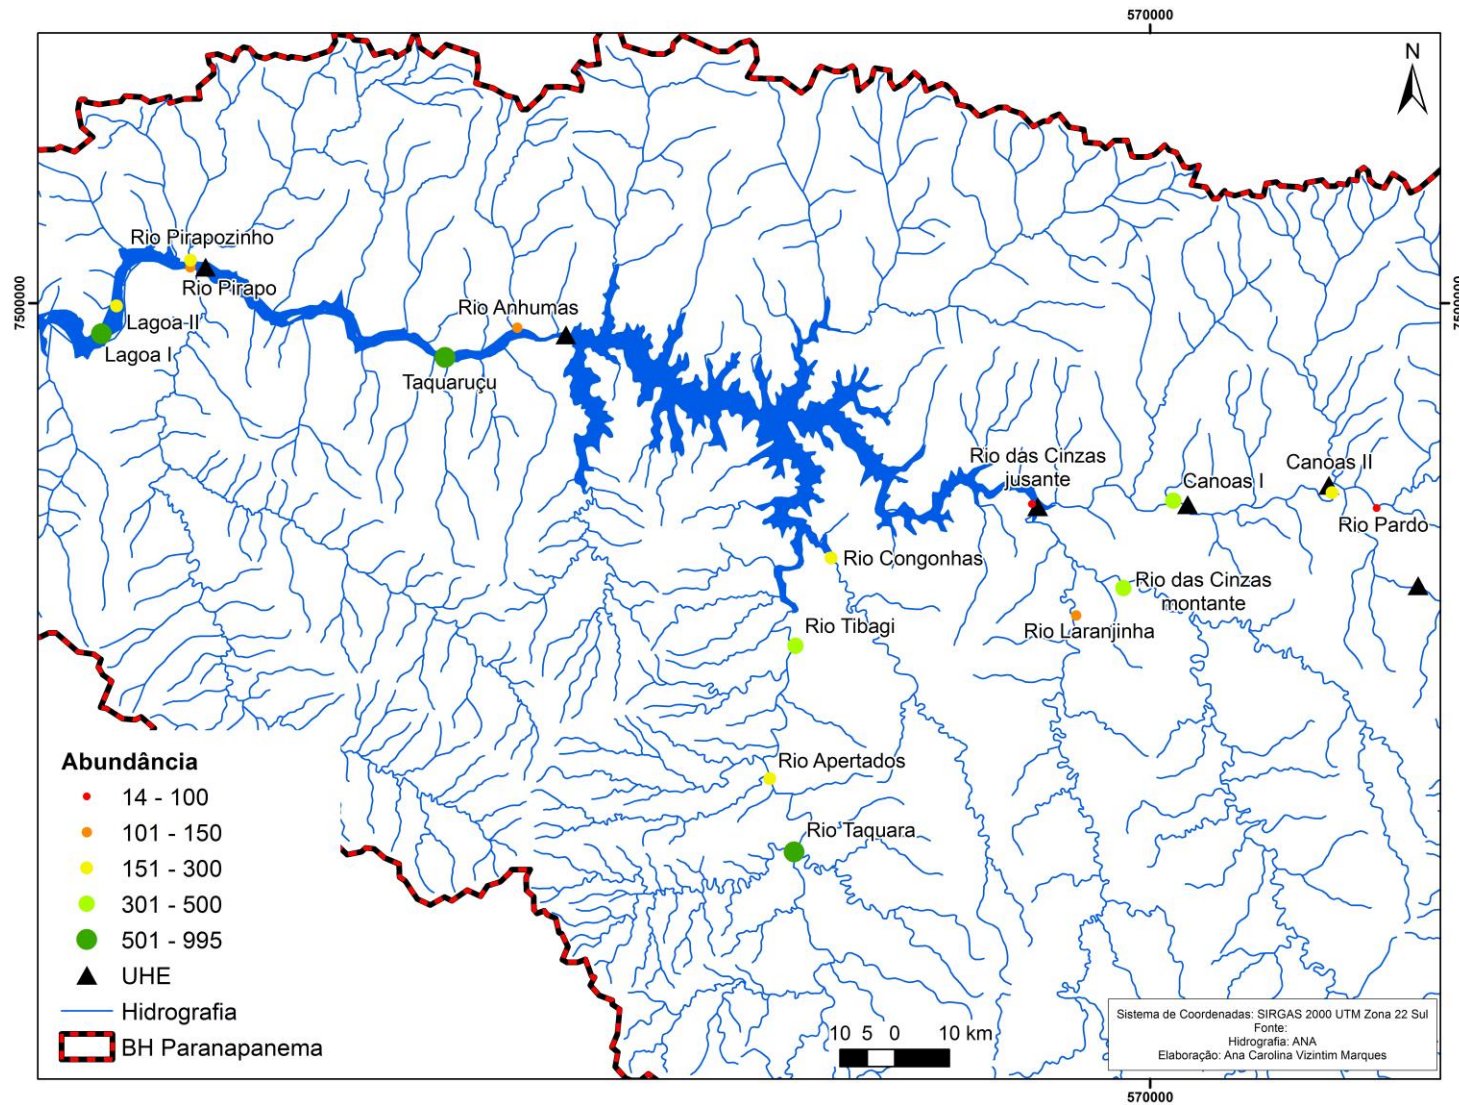 570000
N
7500000
7500000
Rio Pirapozinho
Rio Pirapo
Lagoa II
Lagoa I
Rio Anhumas
Taquaruçu
Rio das Cinzas
jusante
Canoas I
Canoas II
Rio Pardo
Rio Congonhas
Rio das Cinzas
montante
Rio Laranjinha
Rio Tibagi
Rio Apertados
Rio Taquara
Abundância
14 - 100
101 - 150
151 - 300
301 - 500
501 - 995
UHE
Hidrografia
BH Paranapanema
10 5 0 10 km
Sistema de Coordenadas: SIRGAS 2000 UTM Zona 22 Sul
Fonte:
Hidrografia: ANA
Elaboração: Ana Carolina Vizintim Marques
570000